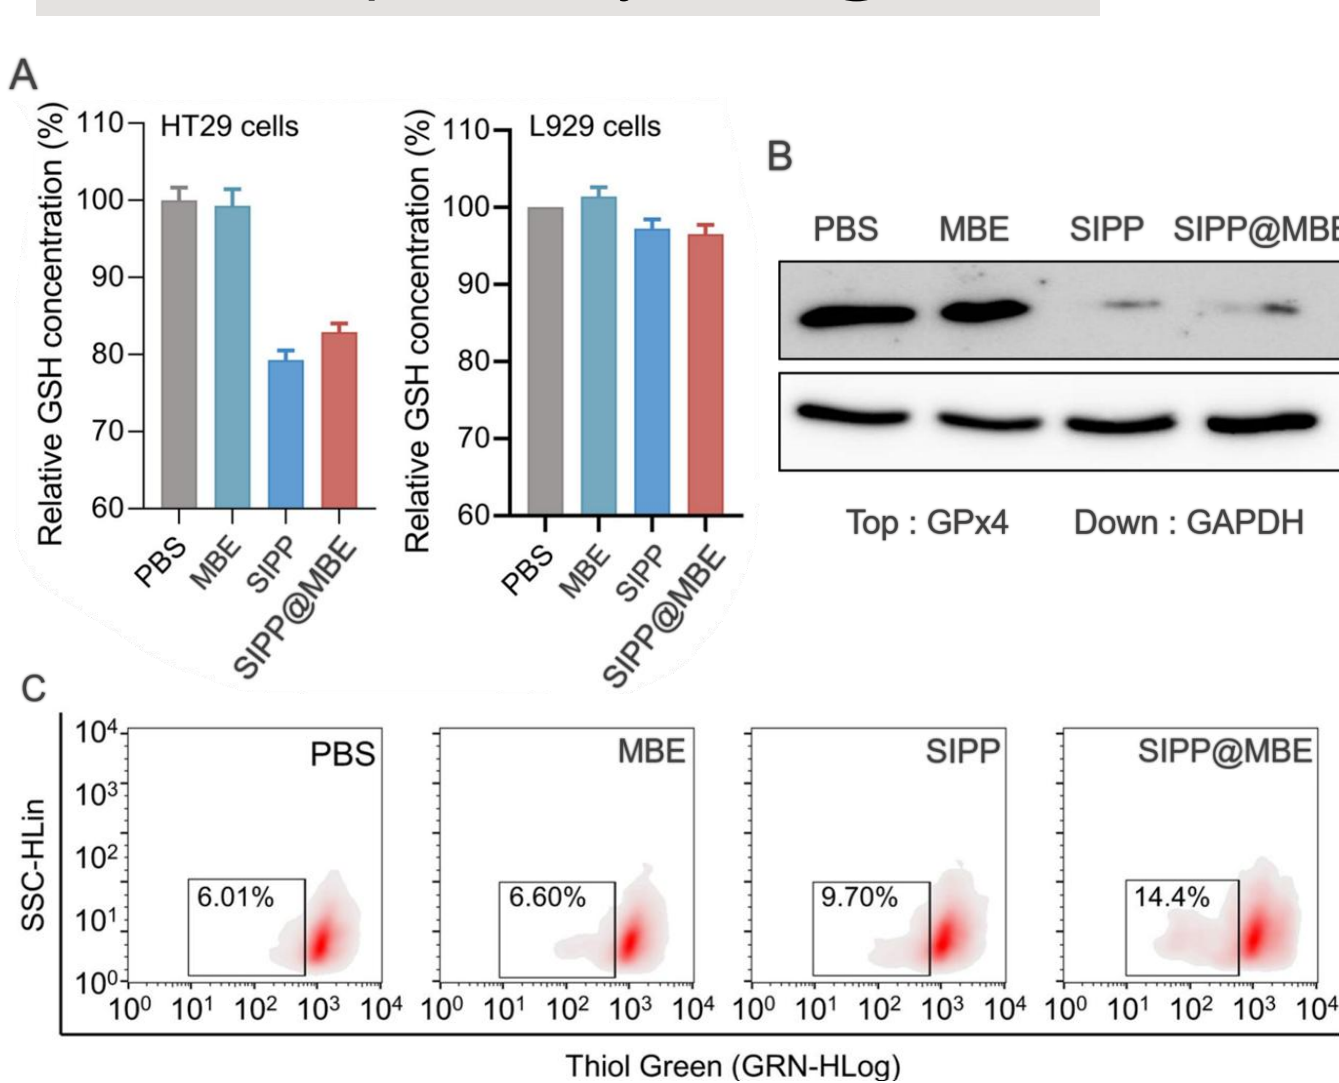 A
HT29 cells
Relative GSH concentration (%)
110
100
90
80
70
60
PBS
MBE
SIPP
SIPP@MBE
L929 cells
Relative GSH concentration (%)
110
100
90
80
70
60
PBS
MBE
SIPP
SIPP@MBE
B
PBS MBE SIPP SIPP@MBE
Top : GPx4 Down : GAPDH
C
SSC-HLin
10⁴
10³
10²
10¹
10⁰
PBS
6.01%
10⁰ 10¹ 10² 10³ 10⁴
MBE
6.60%
10⁰ 10¹ 10² 10³ 10⁴
SIPP
9.70%
10⁰ 10¹ 10² 10³ 10⁴
SIPP@MBE
14.4%
10⁰ 10¹ 10² 10³ 10⁴
Thiol Green (GRN-HLog)